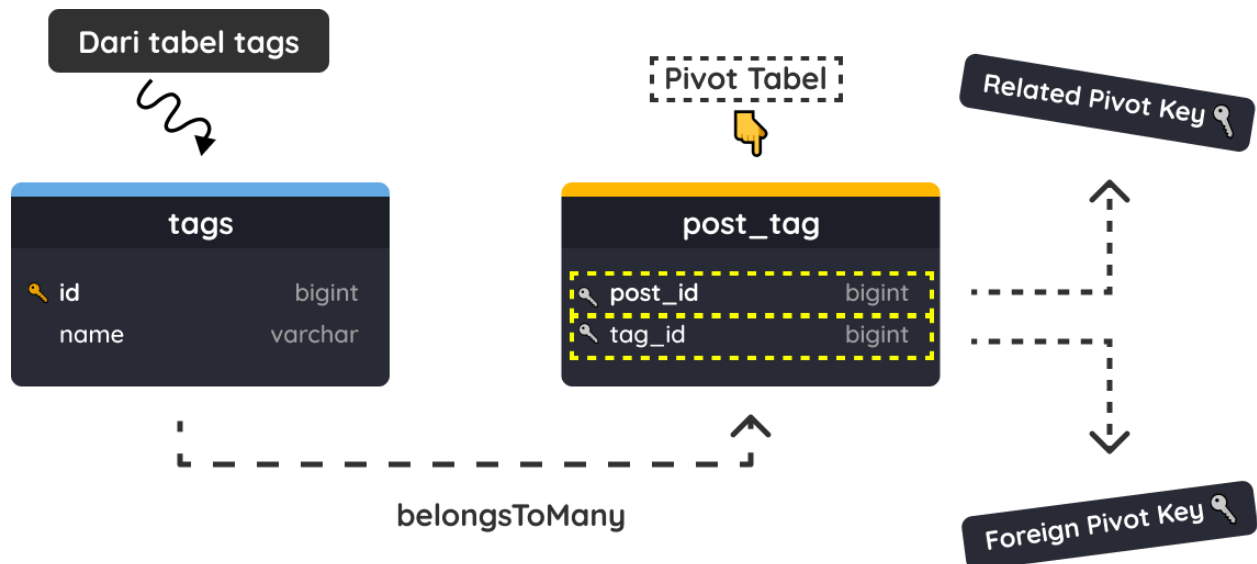 Dari tabel tags
Pivot Tabel
Related Pivot Key
tags
id bigint
name varchar
post_tag
post_id bigint
tag_id bigint
belongsToMany
Foreign Pivot Key